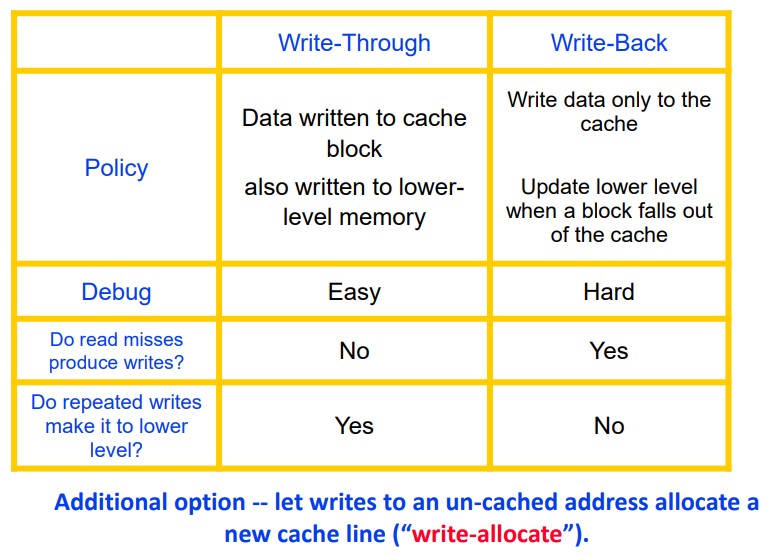 Write-Through
Write-Back
Policy
Data written to cache
block
also written to lower-
level memory
Write data only to the
cache
Update lower level
when a block falls out
of the cache
Debug
Easy
Hard
Do read misses
produce writes?
No
Yes
Do repeated writes
make it to lower
level?
Yes
No
Additional option -- let writes to an un-cached address allocate a
new cache line (“write-allocate”).